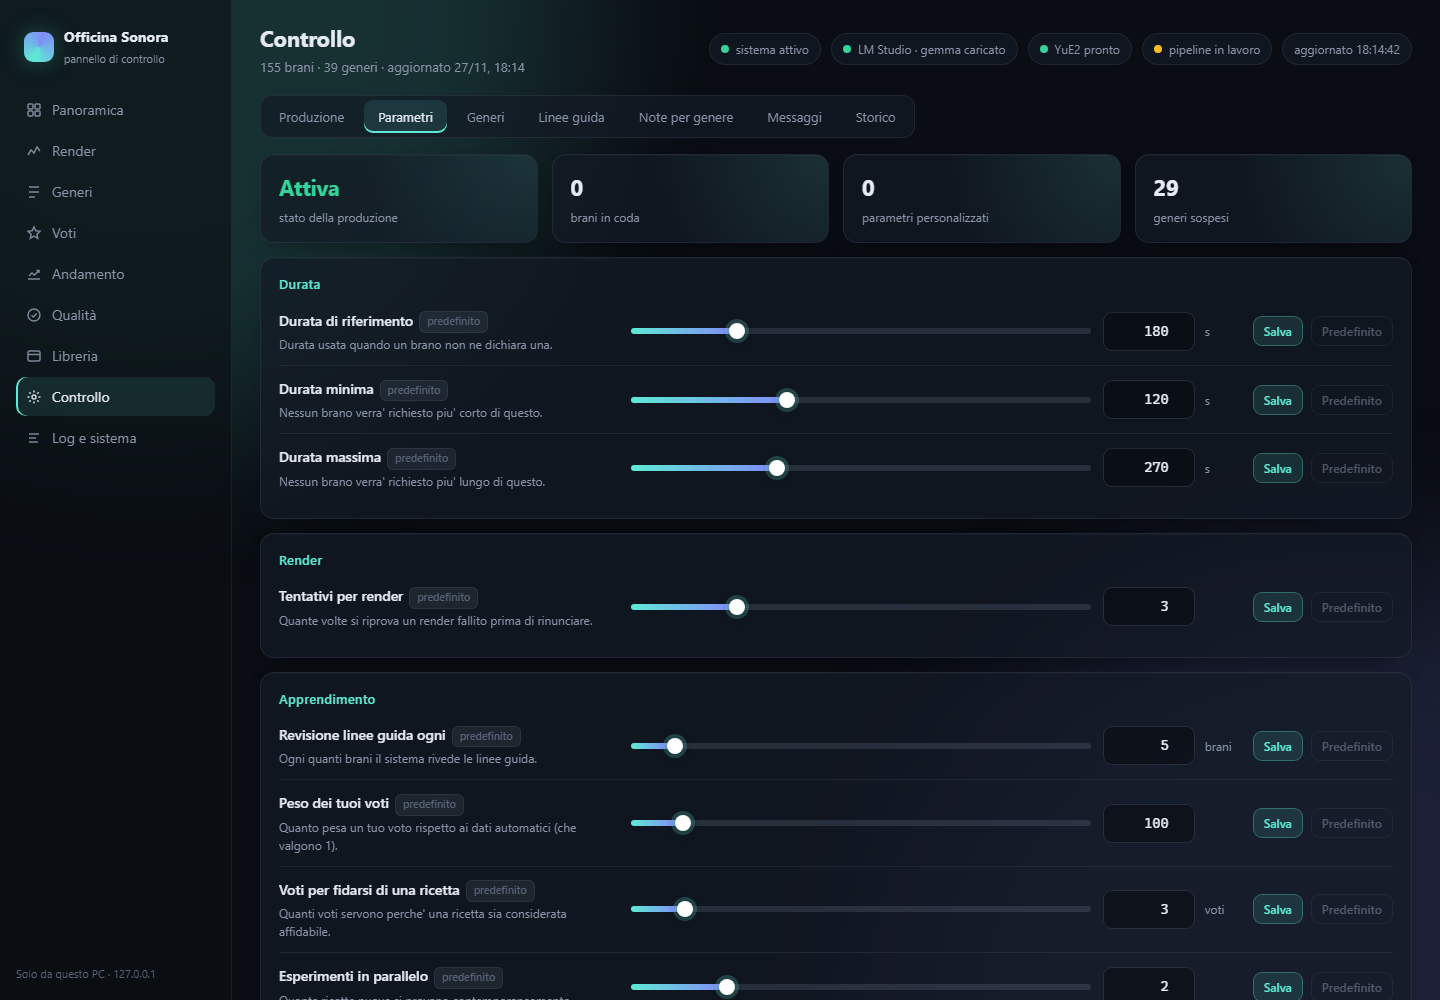 Officina Sonora
pannello di controllo
Panoramica
Render
Generi
Voti
Andamento
Qualità
Libreria
Controllo
Log e sistema
Solo da questo PC · 127.0.0.1
Controllo
155 brani · 39 generi · aggiornato 27/11, 18:14
sistema attivo
LM Studio · gemma caricato
YuE2 pronto
pipeline in lavoro
aggiornato 18:14:42
Produzione
Parametri
Generi
Linee guida
Note per genere
Messaggi
Storico
Attiva
stato della produzione
0
brani in coda
0
parametri personalizzati
29
generi sospesi
Durata
Durata di riferimento predefinito
Durata usata quando un brano non ne dichiara una.
180 s Salva Predefinito
Durata minima predefinito
Nessun brano verra' richiesto piu' corto di questo.
120 s Salva Predefinito
Durata massima predefinito
Nessun brano verra' richiesto piu' lungo di questo.
270 s Salva Predefinito
Render
Tentativi per render predefinito
Quante volte si riprova un render fallito prima di rinunciare.
3 Salva Predefinito
Apprendimento
Revisione linee guida ogni predefinito
Ogni quanti brani il sistema rivede le linee guida.
5 brani Salva Predefinito
Peso dei tuoi voti predefinito
Quanto pesa un tuo voto rispetto ai dati automatici (che
valgono 1).
100 Salva Predefinito
Voti per fidarsi di una ricetta predefinito
Quanti voti servono perche' una ricetta sia considerata
affidabile.
3 voti Salva Predefinito
Esperimenti in parallelo predefinito
2 Salva Predefinito